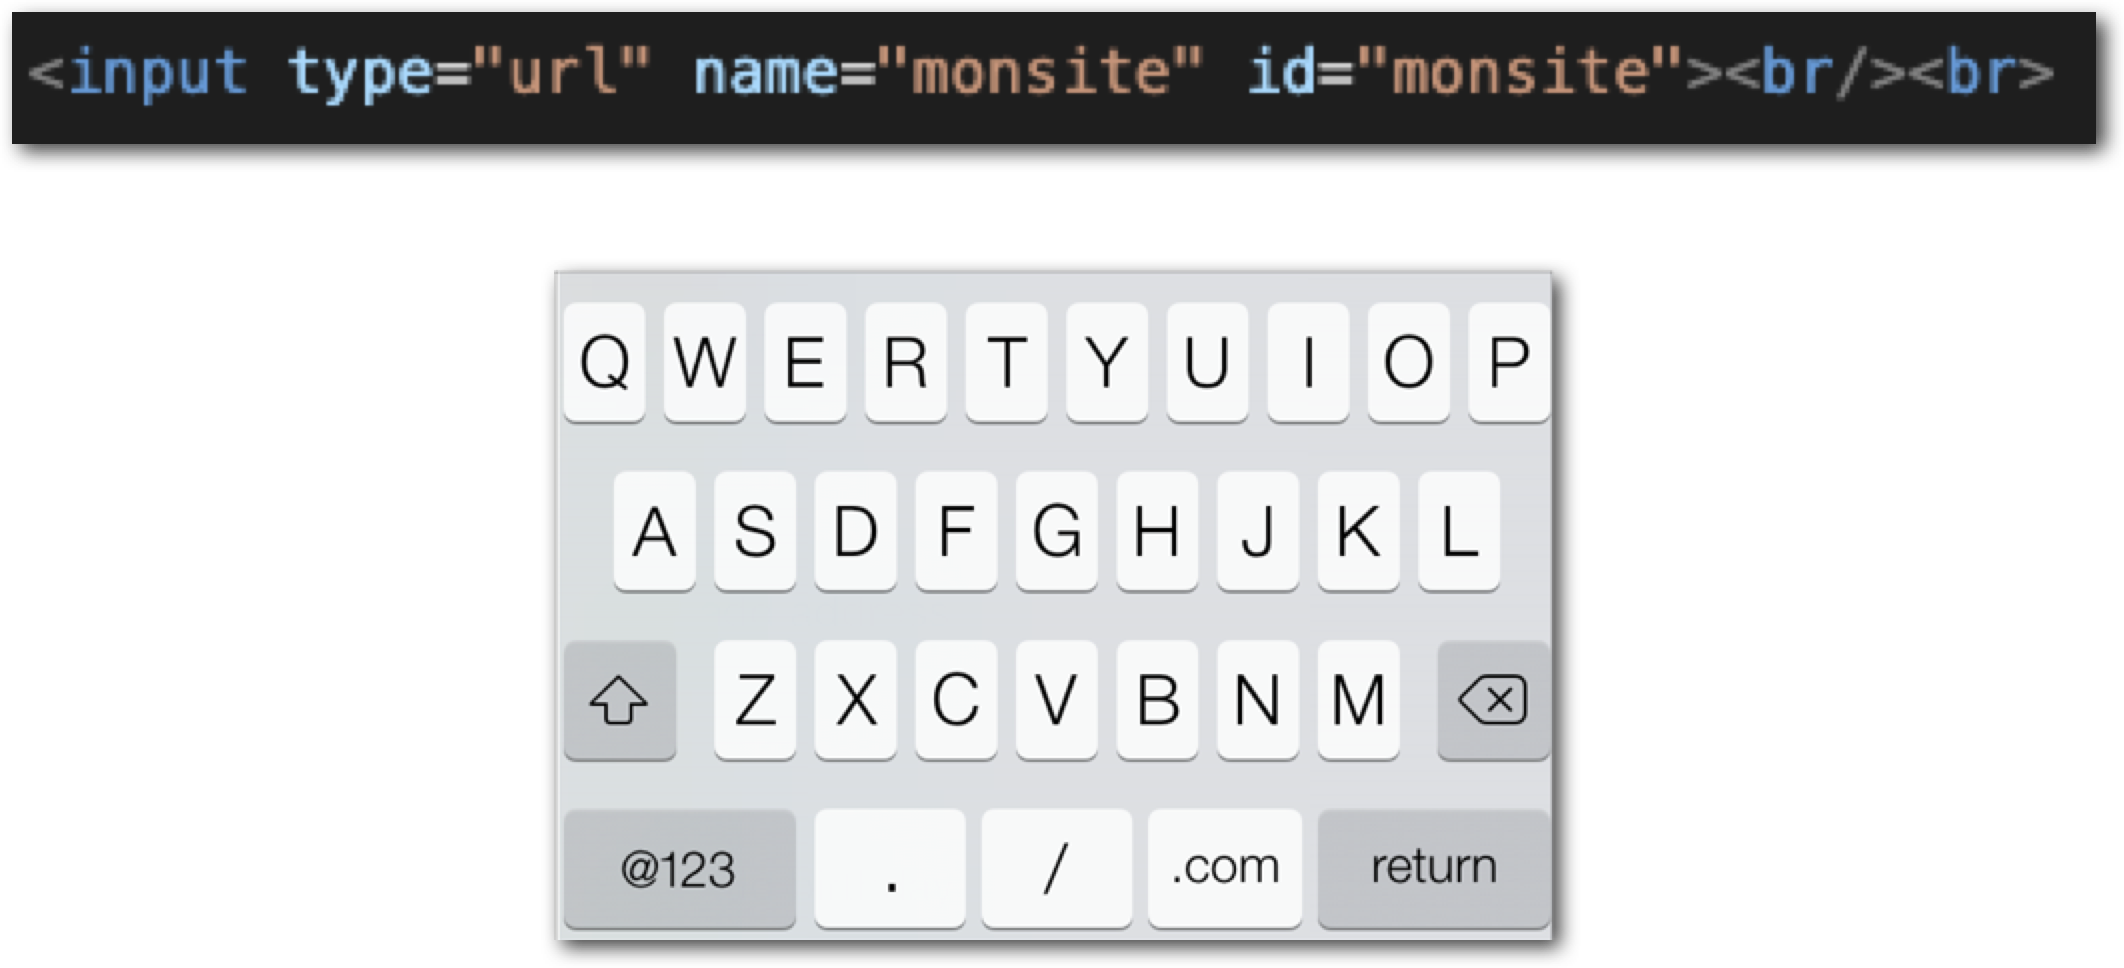 <input type="url" name="monsite" id="monsite"><br/><br>
Q W E R T Y U I O P
A S D F G H J K L
Z X C V B N M
@123 . / .com return